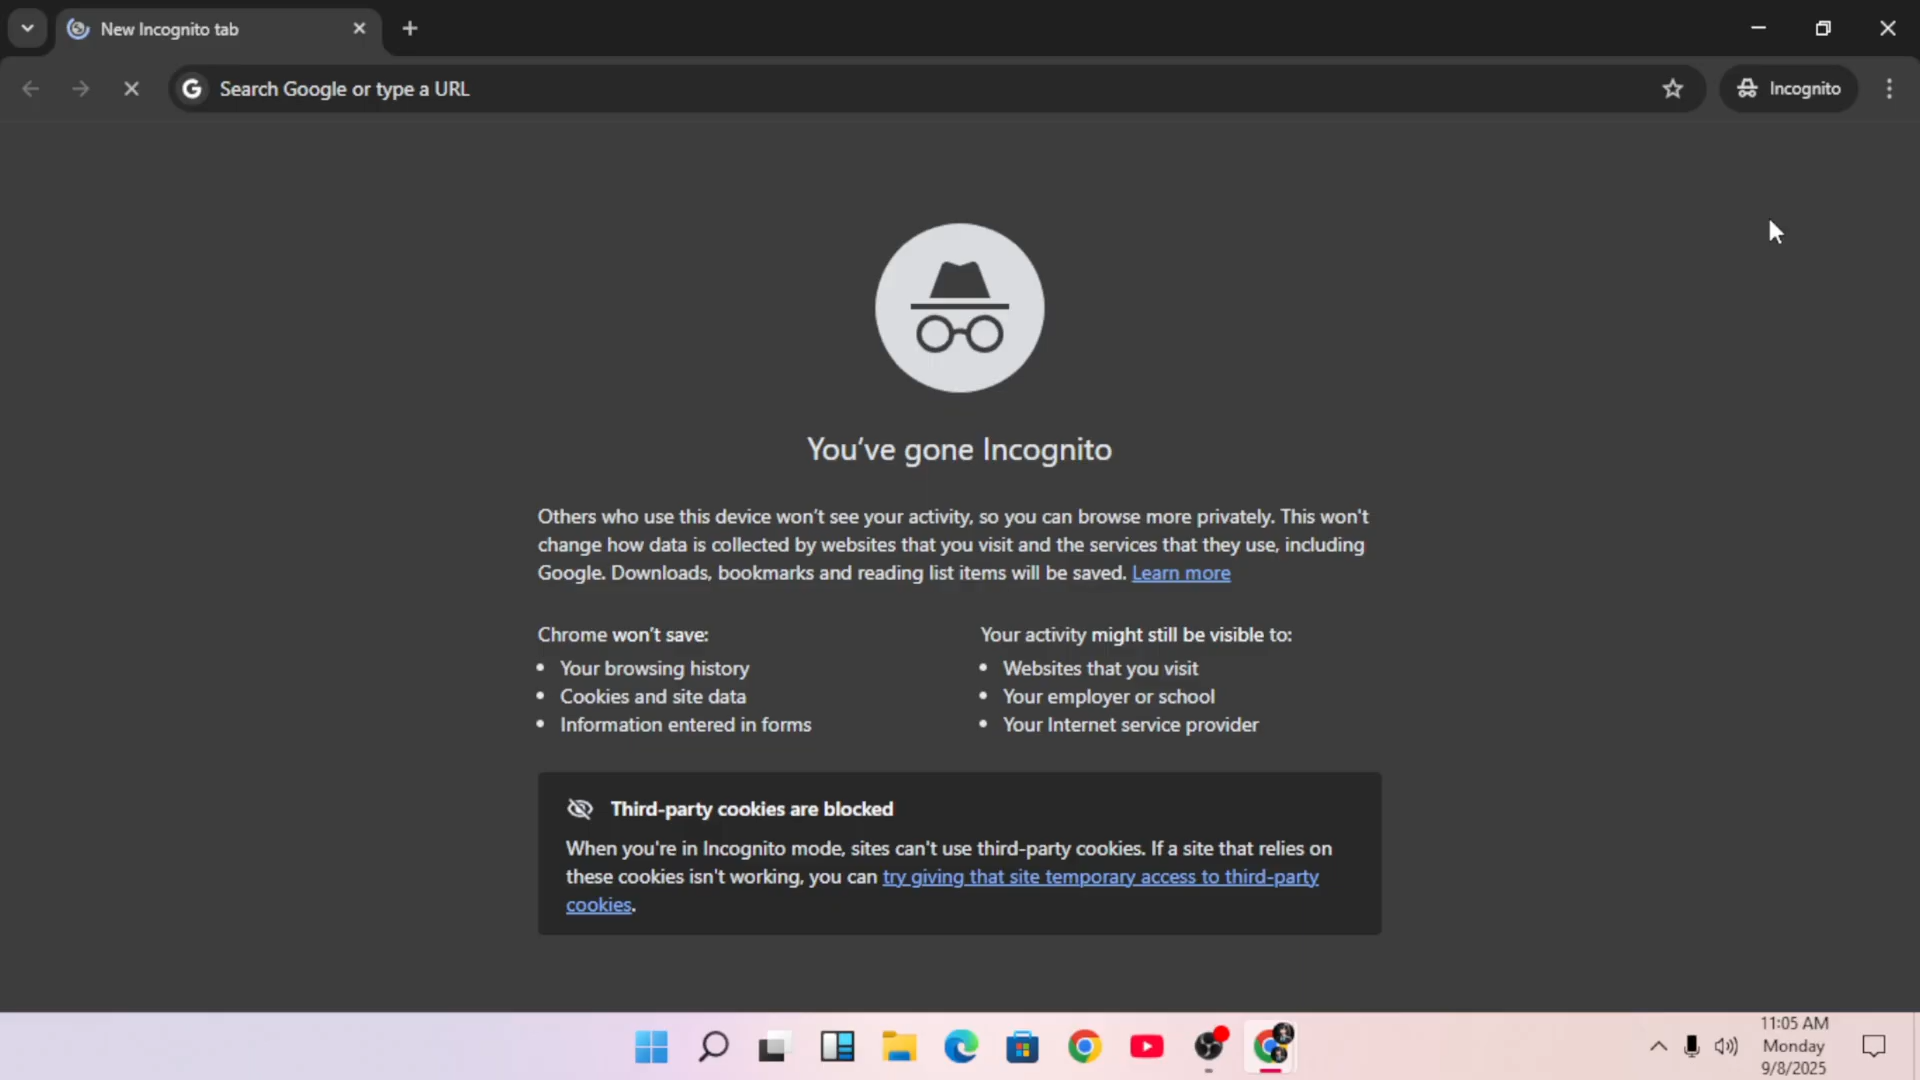 New Incognito tab
Search Google or type a URL
Incognito
You've gone Incognito
Others who use this device won't see your activity, so you can browse more privately. This won't
change how data is collected by websites that you visit and the services that they use, including
Google. Downloads, bookmarks and reading list items will be saved. Learn more
Chrome won't save:
Your browsing history
Cookies and site data
Information entered in forms
Your activity might still be visible to:
Websites that you visit
Your employer or school
Your Internet service provider
Third-party cookies are blocked
When you're in Incognito mode, sites can't use third-party cookies. If a site that relies on
these cookies isn't working, you can try giving that site temporary access to third-party
cookies.
11:05 AM
Monday
9/8/2025